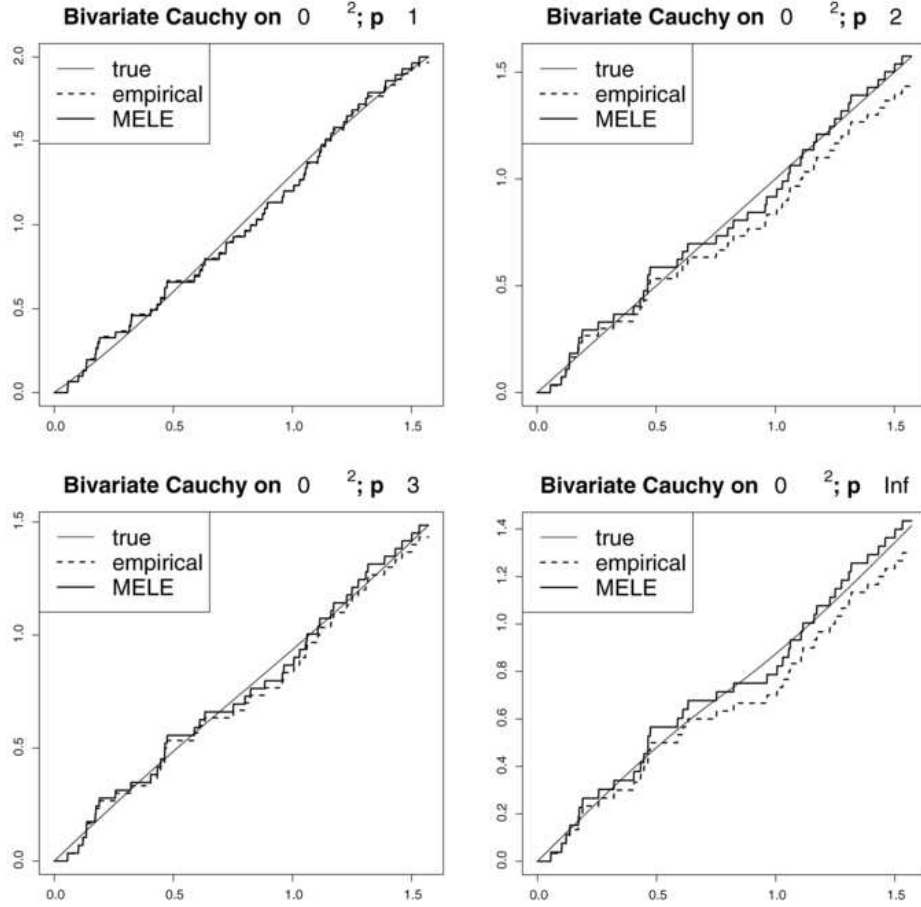 Bivariate Cauchy on 0 ²; p 1
true
empirical
MELE
2.0
1.5
1.0
0.5
0.0
0.0 0.5 1.0 1.5
Bivariate Cauchy on 0 ²; p 2
true
empirical
MELE
1.5
1.0
0.5
0.0
0.0 0.5 1.0 1.5
Bivariate Cauchy on 0 ²; p 3
true
empirical
MELE
1.5
1.0
0.5
0.0
0.0 0.5 1.0 1.5
Bivariate Cauchy on 0 ²; p Inf
true
empirical
MELE
1.4
1.2
1.0
0.8
0.6
0.4
0.2
0.0
0.0 0.5 1.0 1.5